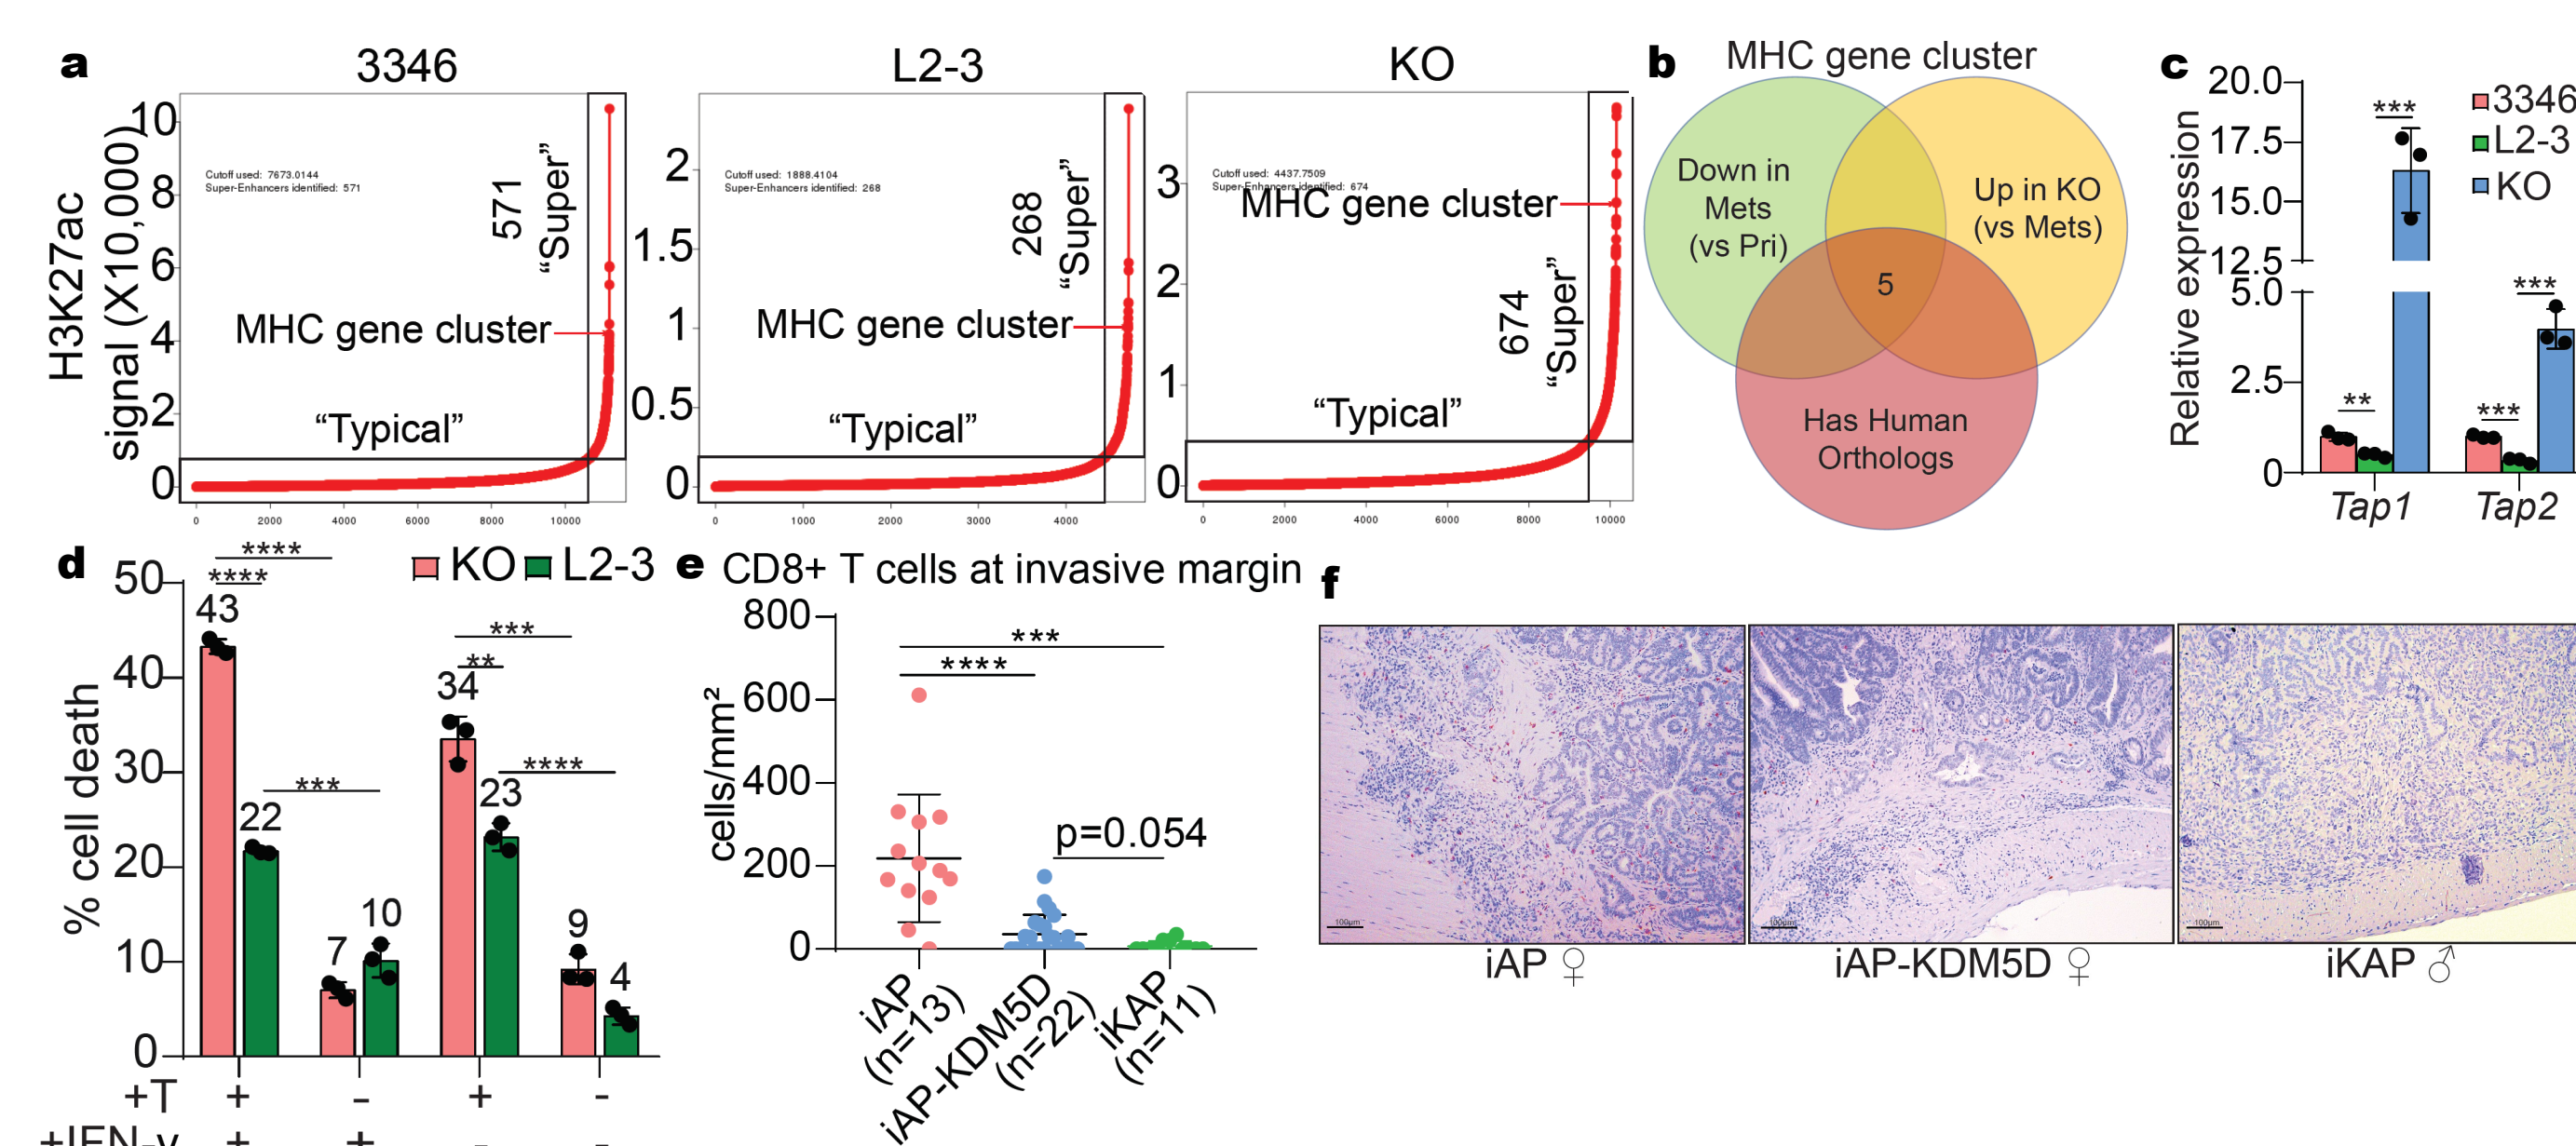 a
3346
L2-3
KO
H3K27ac
signal (X10,000)
10
8
6
4
2
0
Cutoff used: 7673.0144
Super-Enhancers identified: 571
571
“Super”
MHC gene cluster
“Typical”
0 2000 4000 6000 8000 10000
2
1.5
1
0.5
0
Cutoff used: 1888.4104
Super-Enhancers identified: 268
268
“Super”
MHC gene cluster
“Typical”
0 1000 2000 3000 4000
3
2
1
0
Cutoff used: 4437.7509
Super-Enhancers identified: 674
MHC gene cluster
674
“Super”
“Typical”
0 2000 4000 6000 8000 10000
b
MHC gene cluster
Down in
Mets
(vs Pri)
Up in KO
(vs Mets)
5
Has Human
Orthologs
c
Relative expression
20.0
17.5
15.0
12.5
5.0
2.5
0
***
**
***
***
3346
L2-3
KO
Tap1
Tap2
d
KO L2-3
% cell death
50
40
30
20
10
0
****
****
43
22
***
7
10
***
**
34
23
****
9
4
+T + - + -
+IFN-γ + + - -
e
CD8+ T cells at invasive margin
cells/mm²
800
600
400
200
0
***
****
p=0.054
iAP
(n=13)
iAP-KDM5D
(n=22)
iKAP
(n=11)
f
100μm
100μm
100μm
iAP ♀
iAP-KDM5D ♀
iKAP ♂